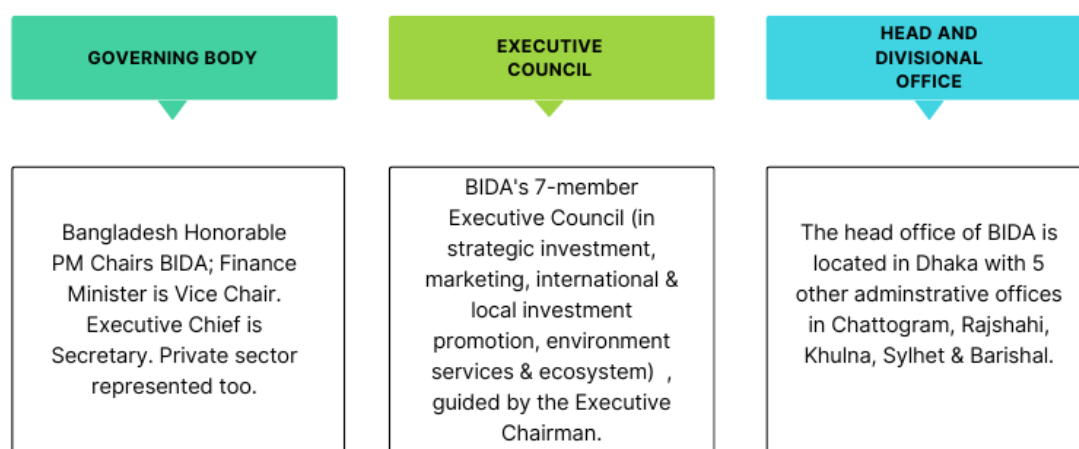 GOVERNING BODY
Bangladesh Honorable
PM Chairs BIDA; Finance
Minister is Vice Chair.
Executive Chief is
Secretary. Private sector
represented too.
EXECUTIVE
COUNCIL
BIDA's 7-member
Executive Council (in
strategic investment,
marketing, international &
local investment
promotion, environment
services & ecosystem)  ,
guided by the Executive
Chairman.
HEAD AND
DIVISIONAL
OFFICE
The head office of BIDA is
located in Dhaka with 5
other adminstrative offices
in Chattogram, Rajshahi,
Khulna, Sylhet & Barishal.